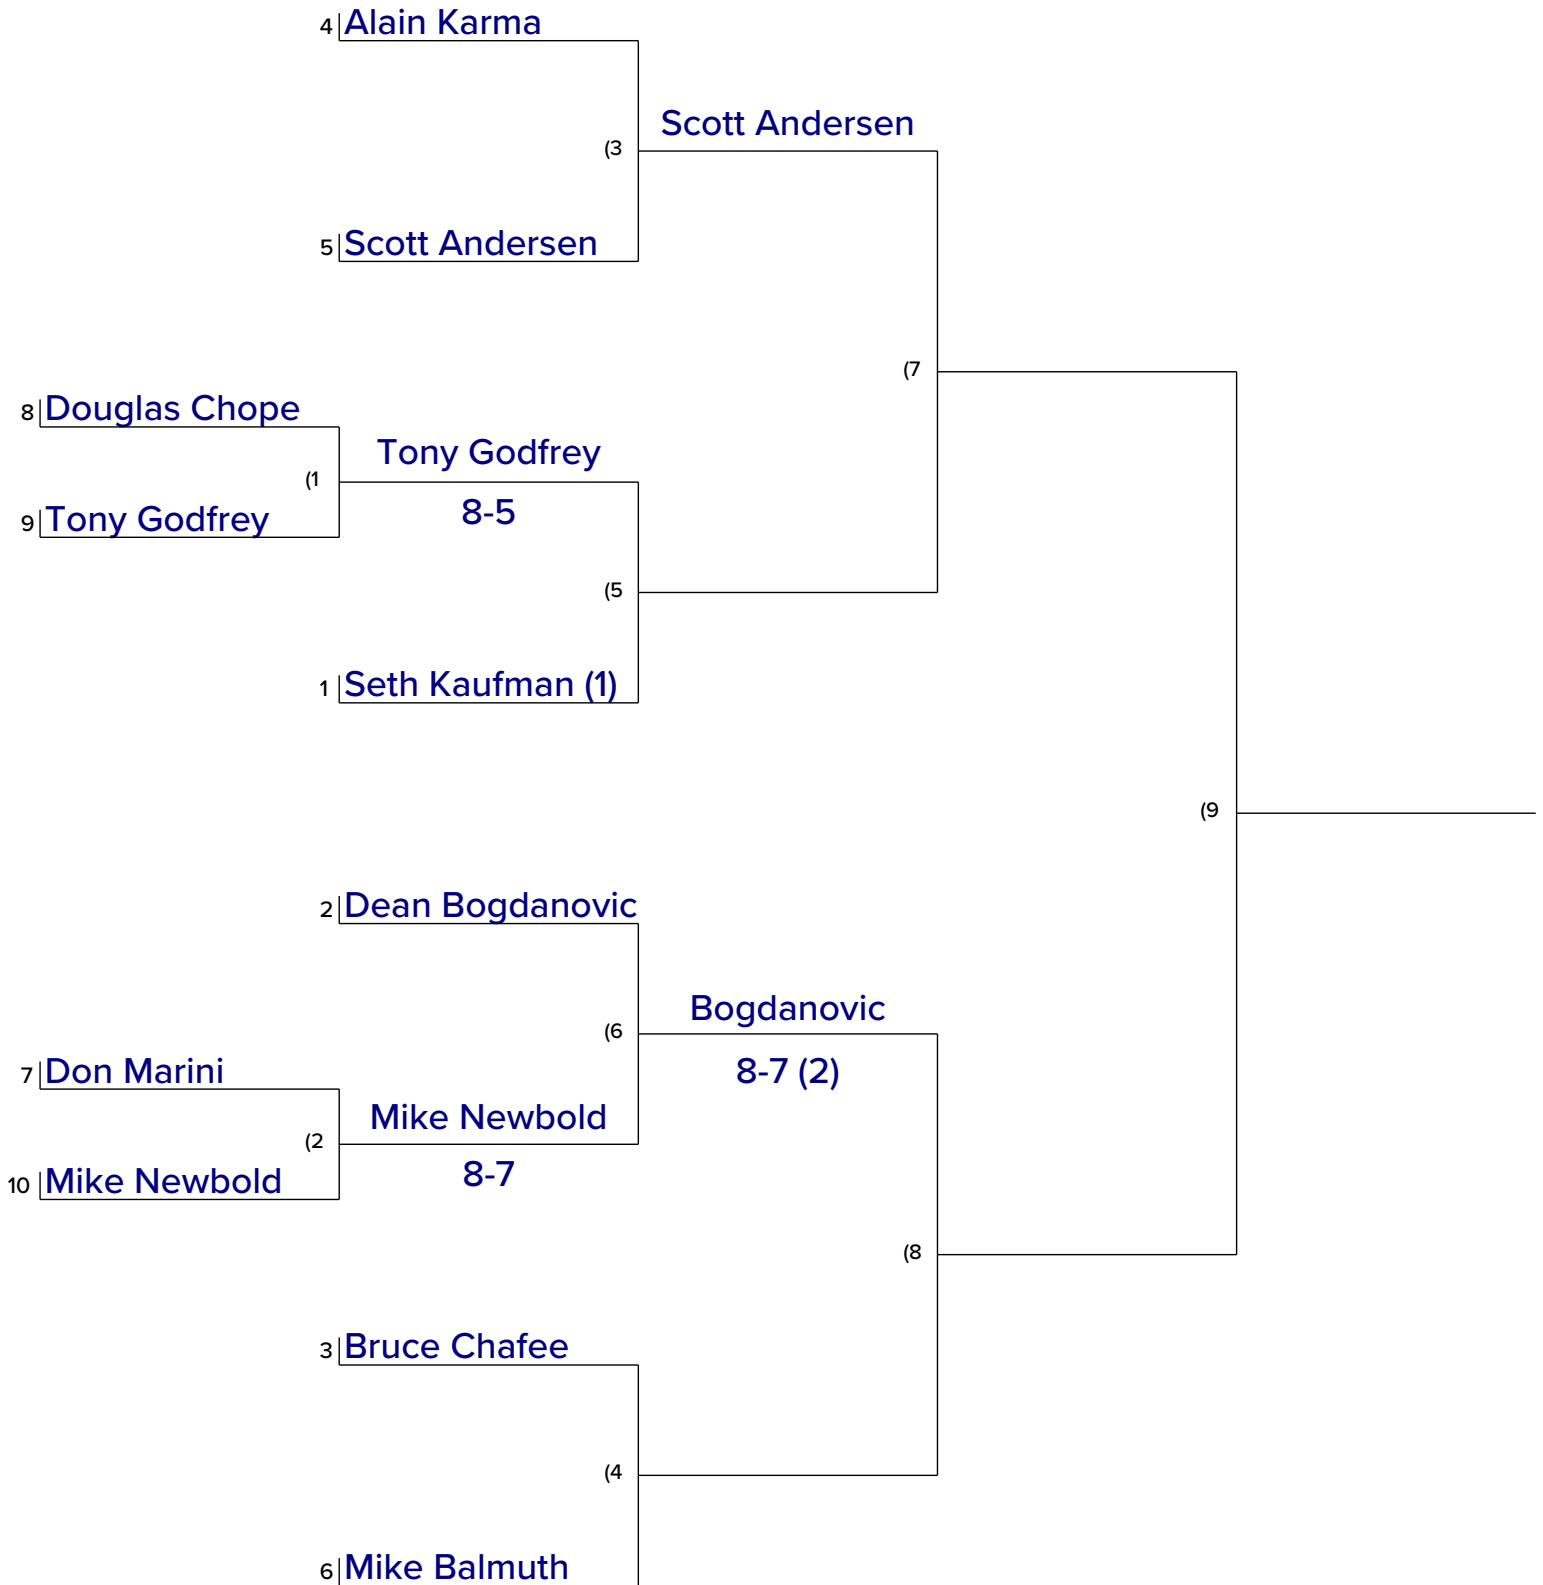 4 Alain Karma
Scott Andersen
(3
5 Scott Andersen
(7
8 Douglas Chope
Tony Godfrey
(1
8-5
9 Tony Godfrey
(5
1 Seth Kaufman (1)
(9
2 Dean Bogdanovic
Bogdanovic
(6
8-7 (2)
7 Don Marini
Mike Newbold
(2
8-7
10 Mike Newbold
(8
3 Bruce Chafee
(4
6 Mike Balmuth